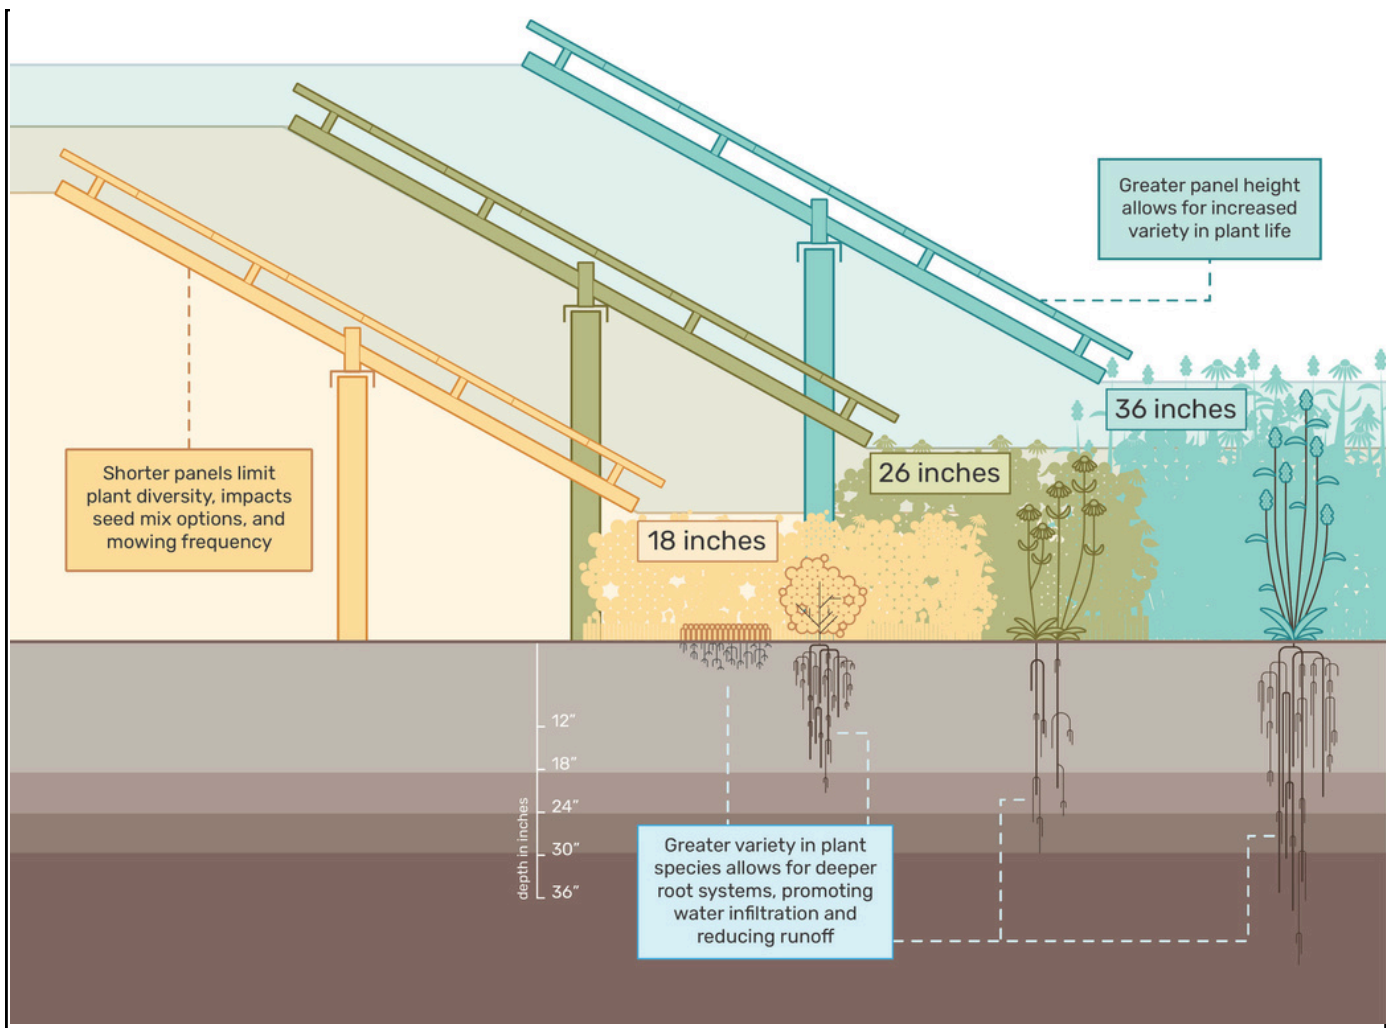 Greater panel height
allows for increased
variety in plant life
36 inches
26 inches
Shorter panels limit
plant diversity, impacts
seed mix options, and
mowing frequency
18 inches
12”
18”
24”
30”
36”
depth in inches
Greater variety in plant
species allows for deeper
root systems, promoting
water infiltration and
reducing runoff